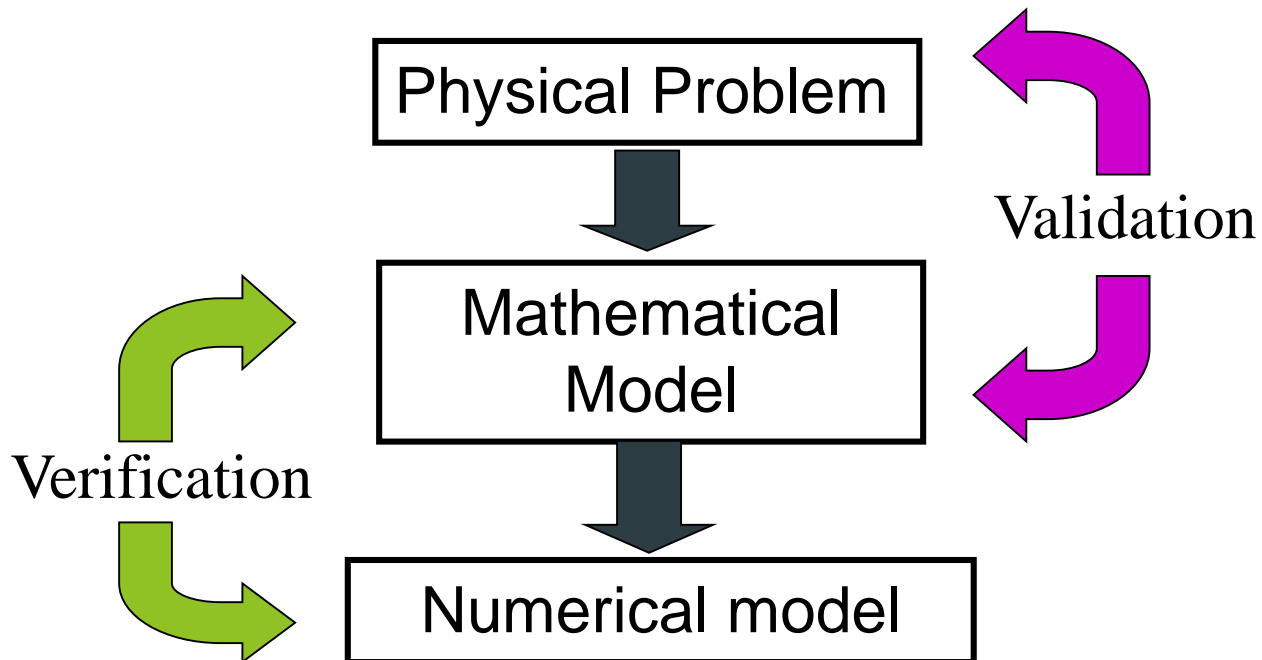 Physical Problem
Validation
Mathematical
Model
Verification
Numerical model